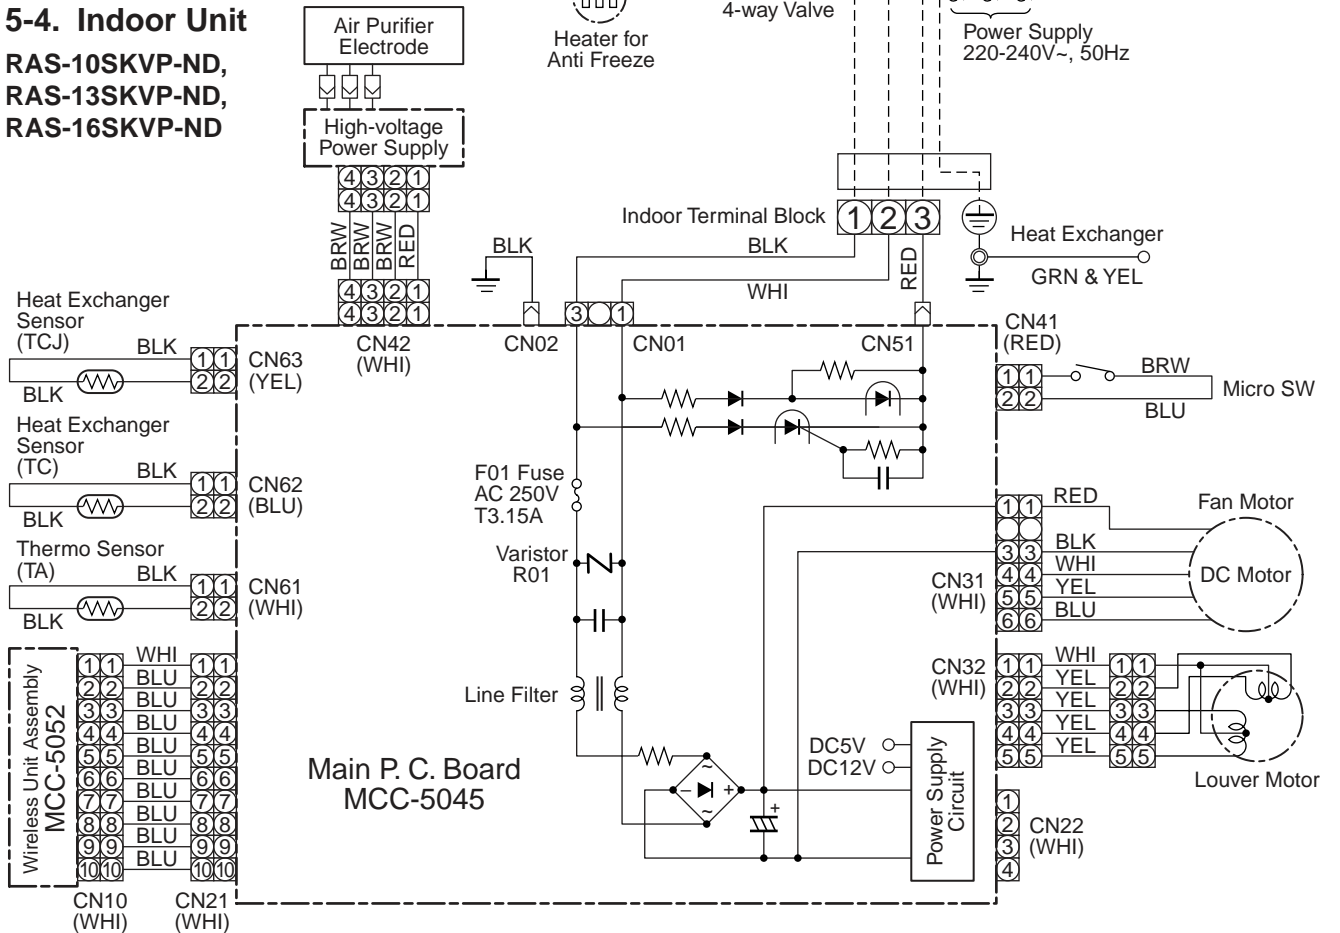 5-4. Indoor Unit
RAS-10SKVP-ND,
RAS-13SKVP-ND,
RAS-16SKVP-ND
Air Purifier
Electrode
High-voltage
Power Supply
4 3 2 1
4 3 2 1
BRW
BRW
BRW
RED
4 3 2 1
4 3 2 1
CN42
(WHI)
Heater for
Anti Freeze
4-way Valve
Power Supply
220-240V~, 50Hz
Indoor Terminal Block
1 2 3
BLK
BLK
WHI
RED
Heat Exchanger
GRN & YEL
3 1
CN02
CN01
CN51
Heat Exchanger
Sensor
(TCJ)
BLK
BLK
1 1
2 2
CN63
(YEL)
Heat Exchanger
Sensor
(TC)
BLK
BLK
1 1
2 2
CN62
(BLU)
Thermo Sensor
(TA)
BLK
BLK
1 1
2 2
CN61
(WHI)
Wireless Unit Assembly
MCC-5052
1 1 WHI 1 1
2 2 BLU 2 2
3 3 BLU 3 3
4 4 BLU 4 4
5 5 BLU 5 5
6 6 BLU 6 6
7 7 BLU 7 7
8 8 BLU 8 8
9 9 BLU 9 9
10 10 BLU 10 10
CN10
(WHI)
CN21
(WHI)
F01 Fuse
AC 250V
T3.15A
Varistor
R01
Line Filter
Main P. C. Board
MCC-5045
~
- +
~
+
DC5V
DC12V
Power Supply
Circuit
CN41
(RED)
1 1
2 2
BRW
BLU
Micro SW
CN31
(WHI)
1 1 RED
3 3 BLK
4 4 WHI
5 5 YEL
6 6 BLU
Fan Motor
DC Motor
CN32
(WHI)
1 1 WHI 1 1
2 2 YEL 2 2
3 3 YEL 3 3
4 4 YEL 4 4
5 5 YEL 5 5
Louver Motor
1
2
3
4
CN22
(WHI)